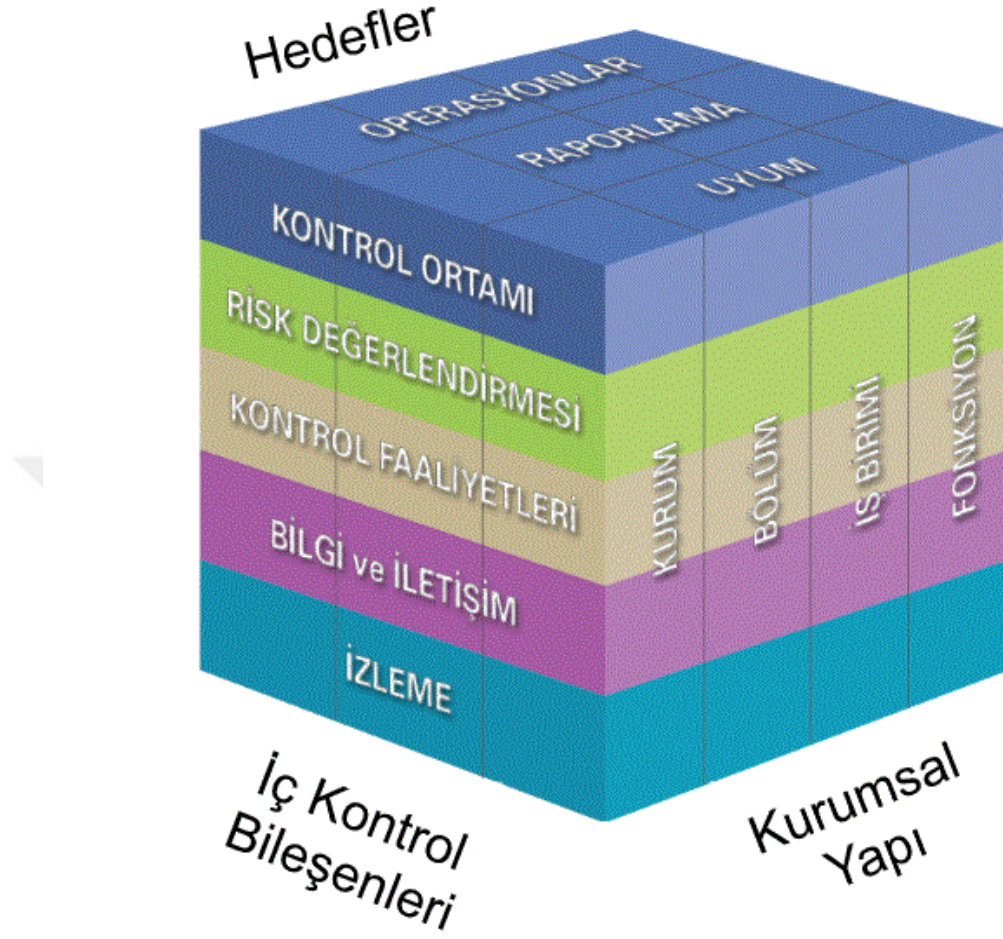 Hedefler
OPERASYONLAR
RAPORLAMA
UYUM
KONTROL ORTAMI
RİSK DEĞERLENDİRMESİ
KONTROL FAALİYETLERİ
BİLGİ ve İLETİŞİM
İZLEME
KURUM
BÖLÜM
İŞ BİRİMİ
FONKSİYON
İç Kontrol
Bileşenleri
Kurumsal
Yapı